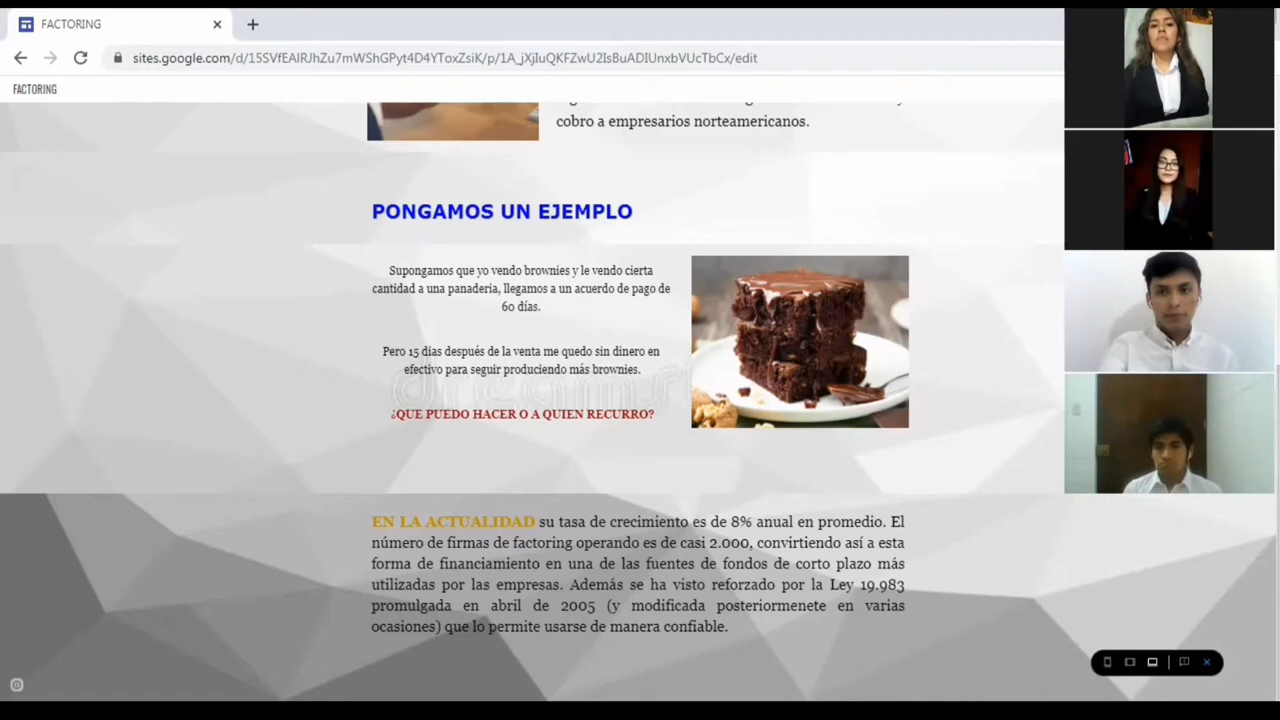 FACTORING
sites.google.com/d/15SVfEAlRJhZu7mWShGPyt4D4YToxZsiK/p/1A_jXjIuQKFZwU2IsBuADIUnxbVUcTbCx/edit
FACTORING
cobro a empresarios norteamericanos.
PONGAMOS UN EJEMPLO
Supongamos que yo vendo brownies y le vendo cierta
cantidad a una panaderia, llegamos a un acuerdo de pago de
60 días.
Pero 15 dias después de la venta me quedo sin dinero en
efectivo para seguir produciendo más brownies.
¿QUE PUEDO HACER O A QUIEN RECURRO?
EN LA ACTUALIDAD su tasa de crecimiento es de 8% anual en promedio. El
número de firmas de factoring operando es de casi 2.000, convirtiendo así a esta
forma de financiamiento en una de las fuentes de fondos de corto plazo más
utilizadas por las empresas. Además se ha visto reforzado por la Ley 19.983
promulgada en abril de 2005 (y modificada posteriormenete en varias
ocasiones) que lo permite usarse de manera confiable.